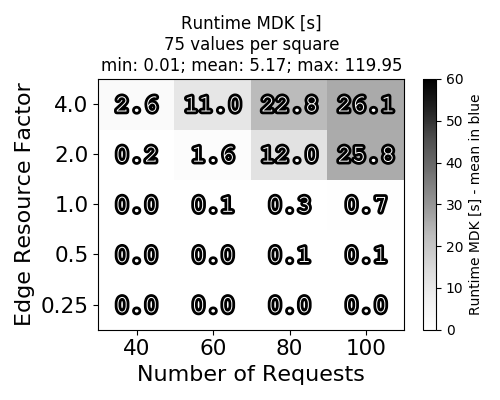 Runtime MDK [s]
75 values per square
min: 0.01; mean: 5.17; max: 119.95
Edge Resource Factor
4.0 2.6 11.0 22.8 26.1
2.0 0.2 1.6 12.0 25.8
1.0 0.0 0.1 0.3 0.7
0.5 0.0 0.0 0.1 0.1
0.25 0.0 0.0 0.0 0.0
40 60 80 100
Number of Requests
60
50
40
30
20
10
0
Runtime MDK [s] - mean in blue